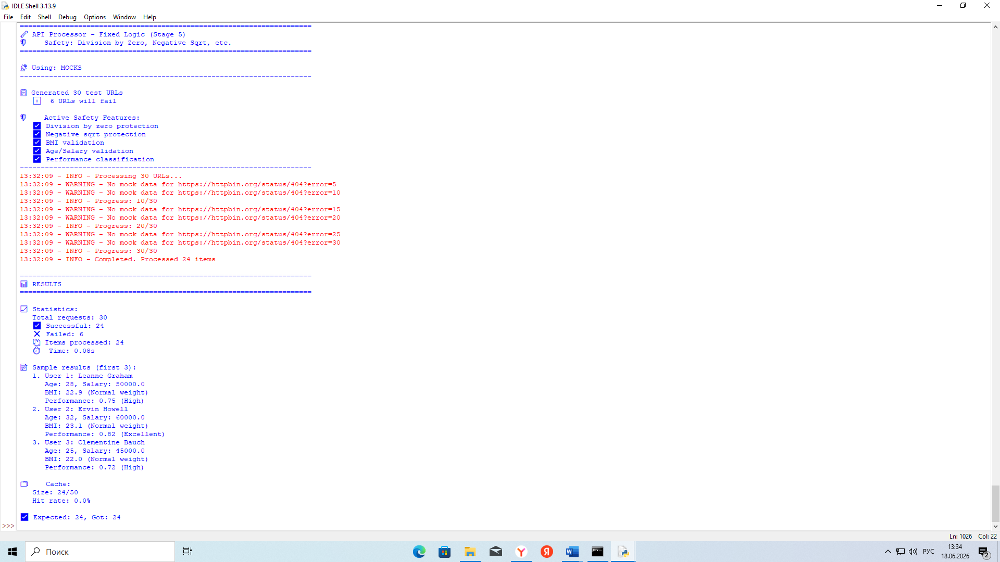 IDLE Shell 3.13.9
File Edit Shell Debug Options Window Help
======================================================================
API Processor - Fixed Logic (Stage 5)
Safety: Division by Zero, Negative Sqrt, etc.
======================================================================
Using: MOCKS
----------------------------------------------------------------------
Generated 30 test URLs
6 URLs will fail
Active Safety Features:
Division by zero protection
Negative sqrt protection
BMI validation
Age/Salary validation
Performance classification
----------------------------------------------------------------------
13:32:09 - INFO - Processing 30 URLs...
13:32:09 - WARNING - No mock data for https://httpbin.org/status/404?error=5
13:32:09 - WARNING - No mock data for https://httpbin.org/status/404?error=10
13:32:09 - INFO - Progress: 10/30
13:32:09 - WARNING - No mock data for https://httpbin.org/status/404?error=15
13:32:09 - WARNING - No mock data for https://httpbin.org/status/404?error=20
13:32:09 - INFO - Progress: 20/30
13:32:09 - WARNING - No mock data for https://httpbin.org/status/404?error=25
13:32:09 - WARNING - No mock data for https://httpbin.org/status/404?error=30
13:32:09 - INFO - Progress: 30/30
13:32:09 - INFO - Completed. Processed 24 items
======================================================================
RESULTS
======================================================================
Statistics:
Total requests: 30
Successful: 24
Failed: 6
Items processed: 24
Time: 0.08s
Sample results (first 3):
1. User 1: Leanne Graham
Age: 28, Salary: 50000.0
BMI: 22.9 (Normal weight)
Performance: 0.75 (High)
2. User 2: Ervin Howell
Age: 32, Salary: 60000.0
BMI: 23.1 (Normal weight)
Performance: 0.82 (Excellent)
3. User 3: Clementine Bauch
Age: 25, Salary: 45000.0
BMI: 22.0 (Normal weight)
Performance: 0.72 (High)
Cache:
Size: 24/50
Hit rate: 0.0%
Expected: 24, Got: 24
>>>
Ln: 1026 Col: 22
Поиск
РУС
13:34
18.06.2026
2